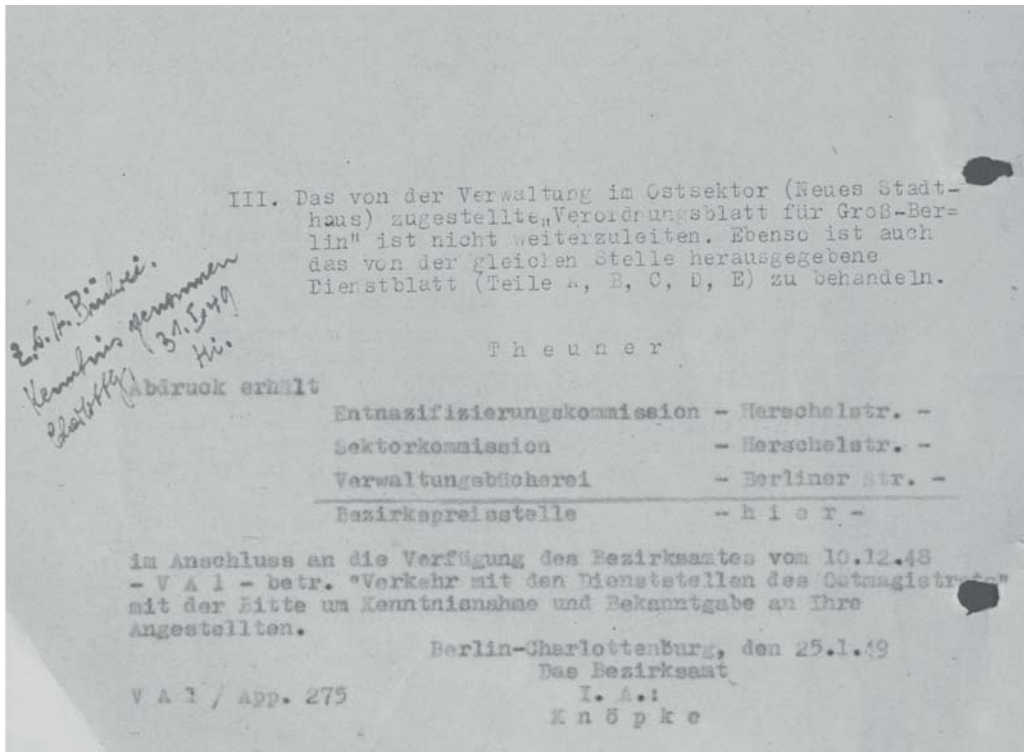 III. Das von der Verwaltung im Ostsektor (Neues Stadt-
haus) zugestellte„Verordnungsblatt für Groß-Ber=
lin" ist nicht weiterzuleiten. Ebenso ist auch
das von der gleichen Stelle herausgegebene
Dienstblatt (Teile A, B, C, D, E) zu behandeln.
T h e u n e r
Kenntnis genommen
31.I.49
Hi.
Abdruck erhält
Entnazifizierungskommission - Herschelstr. -
Sektorkommission - Herschelstr. -
Verwaltungsbücherei - Berliner Str. -
Bezirkspreisstelle - h i e r -
im Anschluss an die Verfügung des Bezirksamtes vom 10.12.48
- V A 1 - betr. "Verkehr mit den Dienststellen des Ostmagistrats"
mit der Bitte um Kenntnisnahme und Bekanntgabe an Ihre
Angestellten.
Berlin-Charlottenburg, den 25.1.49
Das Bezirksamt
V A 1 / App. 275
I. A.:
K n ö p k e